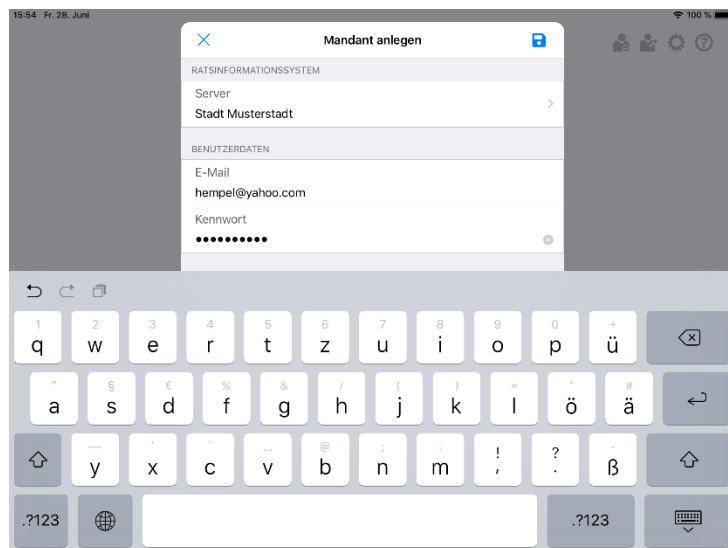 15:54 Fr. 28. Juni
100 %
Mandant anlegen
RATSINFORMATIONSSYSTEM
Server
Stadt Musterstadt
BENUTZERDATEN
E-Mail
hempel@yahoo.com
Kennwort
••••••••••
1 2 3 4 5 6 7 8 9 0 +
q w e r t z u i o p ü
" § € % & / ( ) = ' #
a s d f g h j k l ö ä
— ` ´ ... @ ; : ! ? -
y x c v b n m , . ß
.?123 .?123